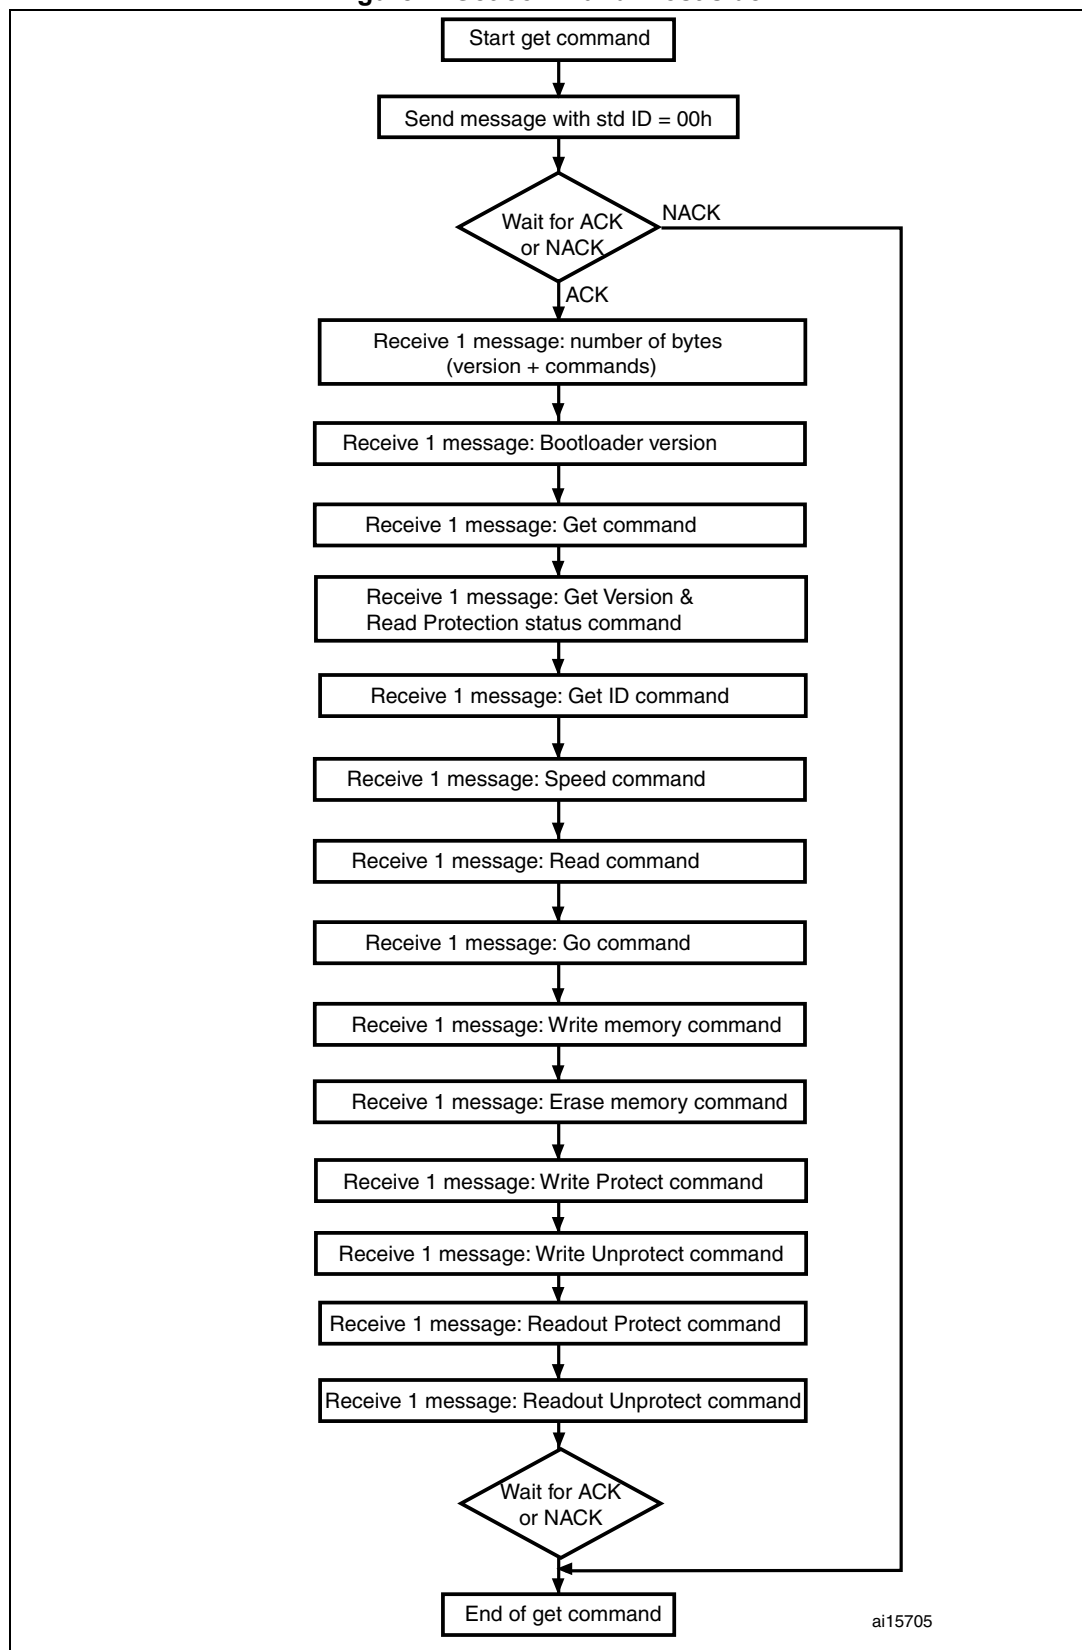 Start get command
Send message with std ID = 00h
Wait for ACK
or NACK
NACK
ACK
Receive 1 message: number of bytes
(version + commands)
Receive 1 message: Bootloader version
Receive 1 message: Get command
Receive 1 message: Get Version &
Read Protection status command
Receive 1 message: Get ID command
Receive 1 message: Speed command
Receive 1 message: Read command
Receive 1 message: Go command
Receive 1 message: Write memory command
Receive 1 message: Erase memory command
Receive 1 message: Write Protect command
Receive 1 message: Write Unprotect command
Receive 1 message: Readout Protect command
Receive 1 message: Readout Unprotect command
Wait for ACK
or NACK
End of get command
ai15705